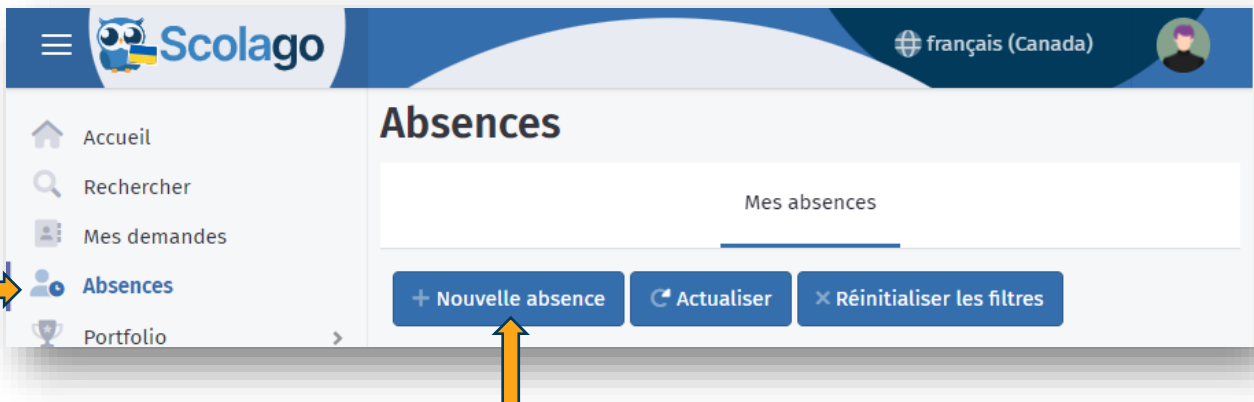 Scolago
français (Canada)
Accueil
Rechercher
Mes demandes
Absences
Portfolio
Absences
Mes absences
Nouvelle absence
Actualiser
Réinitialiser les filtres